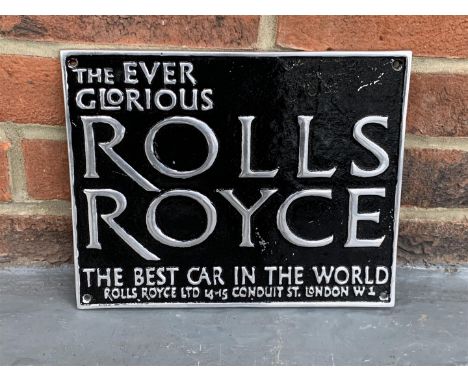 THE EVER
GLORIOUS
ROLLS
ROYCE
THE BEST CAR IN THE WORLD
ROLLS ROYCE LTD 14-15 CONDUIT ST. LONDON W 1